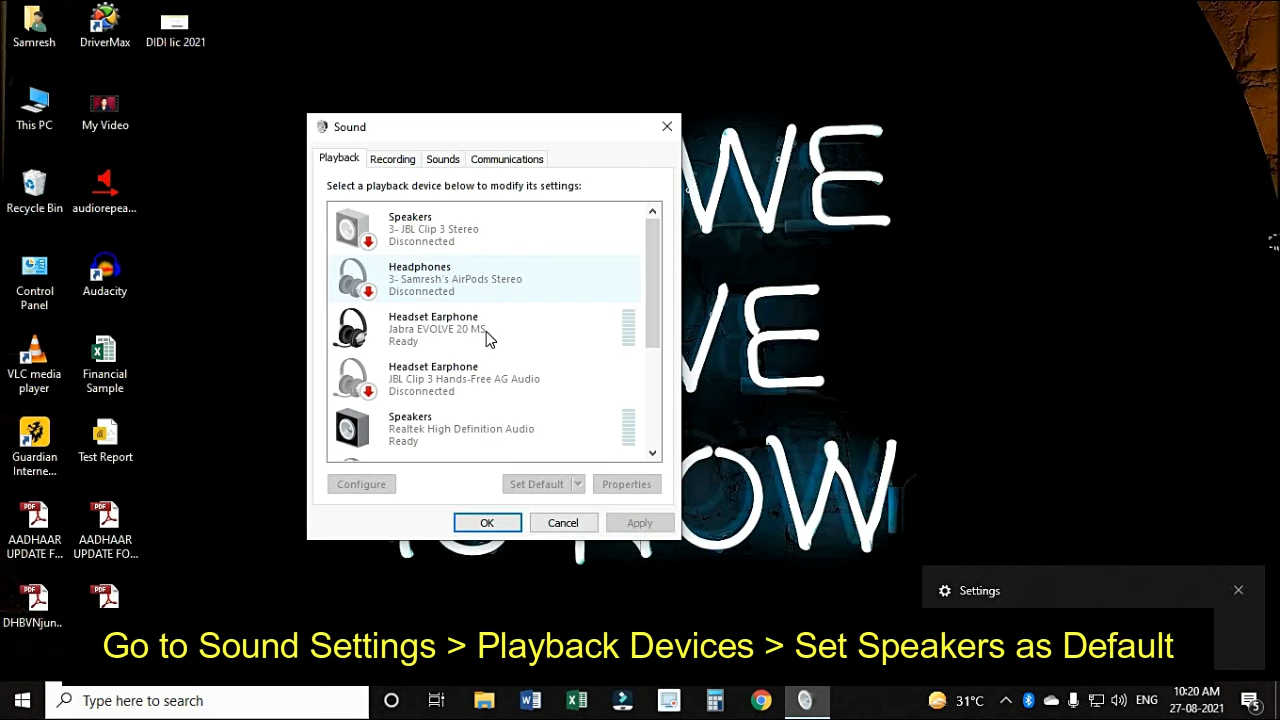 Samresh
DriverMax
DIDI lic 2021
This PC
My Video
Recycle Bin
audiorepea...
Control
Panel
Audacity
VLC media
player
Financial
Sample
Guardian
Interne...
Test Report
AADHAAR
UPDATE F...
AADHAAR
UPDATE FO...
DHBVNjun...
Sound
Playback
Recording
Sounds
Communications
Select a playback device below to modify its settings:
Speakers
3- JBL Clip 3 Stereo
Disconnected
Headphones
3- Samresh's AirPods Stereo
Disconnected
Headset Earphone
Jabra EVOLVE 20 MS
Ready
Headset Earphone
JBL Clip 3 Hands-Free AG Audio
Disconnected
Speakers
Realtek High Definition Audio
Ready
Configure
Set Default
Properties
OK
Cancel
Apply
WE
NOW
Settings
Go to Sound Settings > Playback Devices > Set Speakers as Default
Type here to search
31°C
ENG
10:20 AM
27-08-2021
5